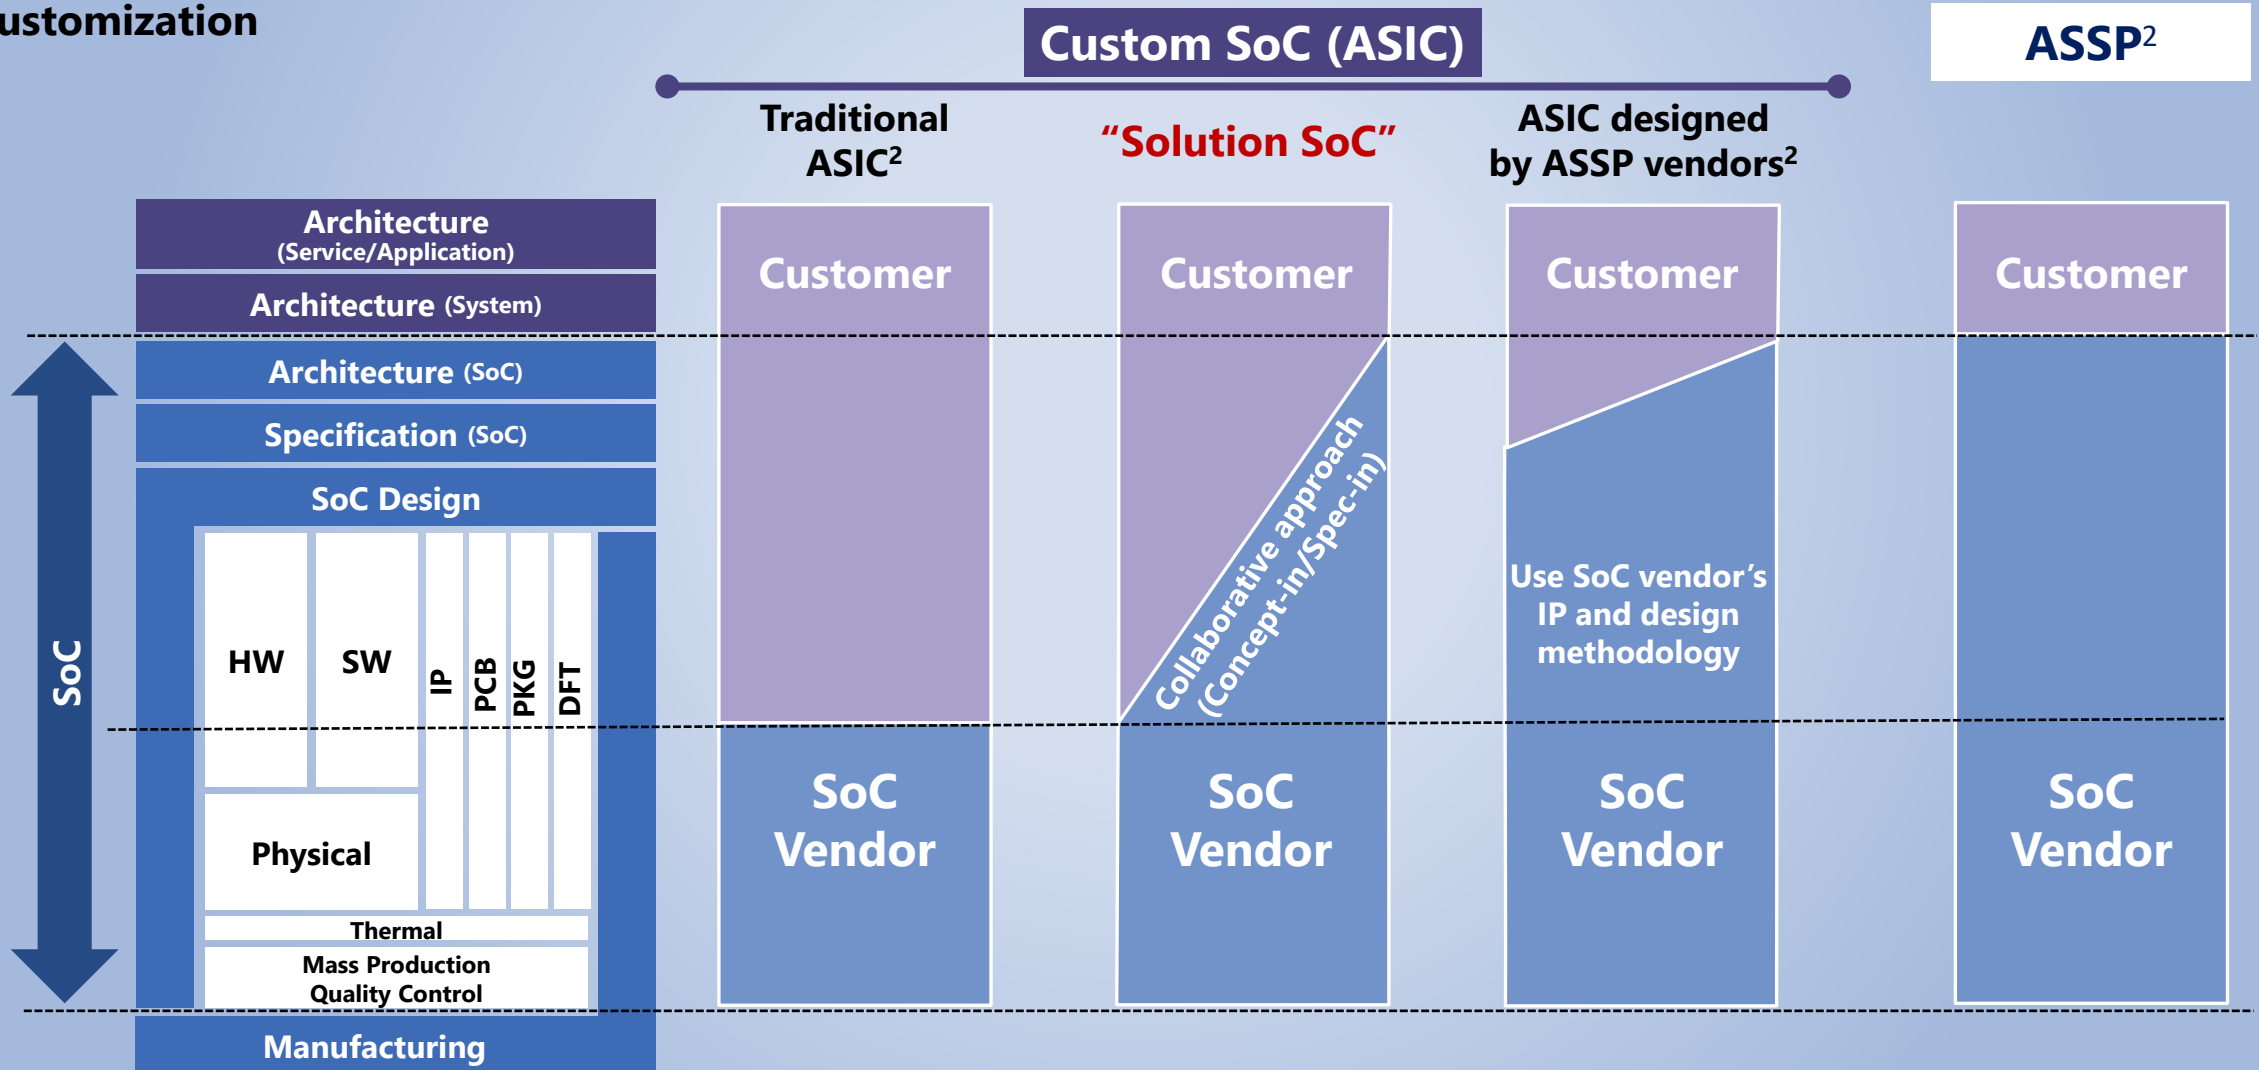 ustomization
Custom SoC (ASIC)
ASSP2
Traditional
ASIC2
“Solution SoC”
ASIC designed
by ASSP vendors2
Architecture
(Service/Application)
Architecture (System)
Architecture (SoC)
Specification (SoC)
SoC Design
SoC
HW
SW
IP
PCB
PKG
DFT
Physical
Thermal
Mass Production
Quality Control
Manufacturing
Customer
SoC
Vendor
Customer
Collaborative approach
(Concept-in/Spec-in)
SoC
Vendor
Customer
Use SoC vendor’s
IP and design
methodology
SoC
Vendor
Customer
SoC
Vendor